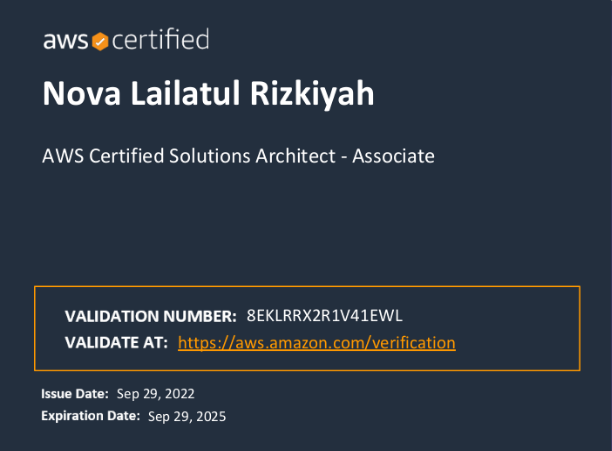 aws certified
Nova Lailatul Rizkiyah
AWS Certified Solutions Architect - Associate
VALIDATION NUMBER: 8EKLRRX2R1V41EWL
VALIDATE AT: https://aws.amazon.com/verification
Issue Date: Sep 29, 2022
Expiration Date: Sep 29, 2025